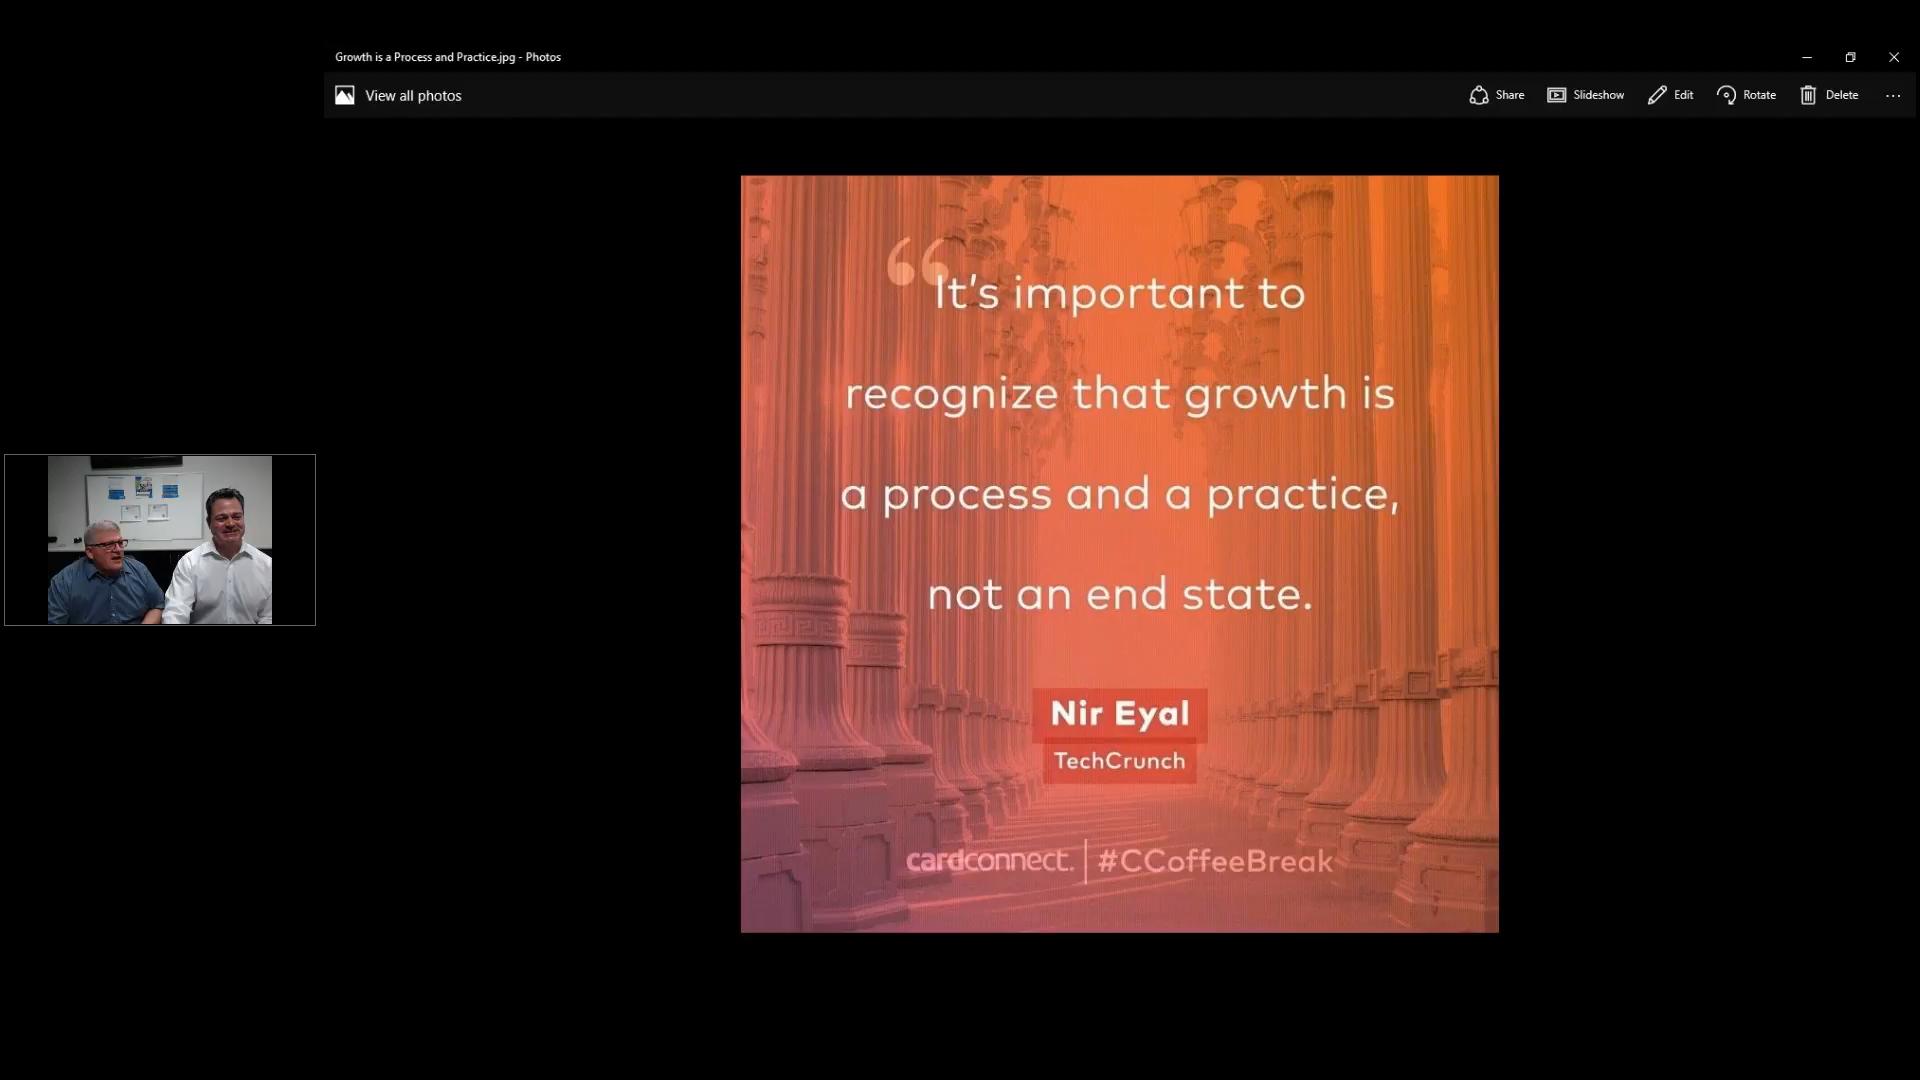 Growth is a Process and Practice.jpg - Photos
View all photos
Share
Slideshow
Edit
Rotate
Delete
“It’s important to
recognize that growth is
a process and a practice,
not an end state.
Nir Eyal
TechCrunch
cardconnect. | #CCoffeeBreak